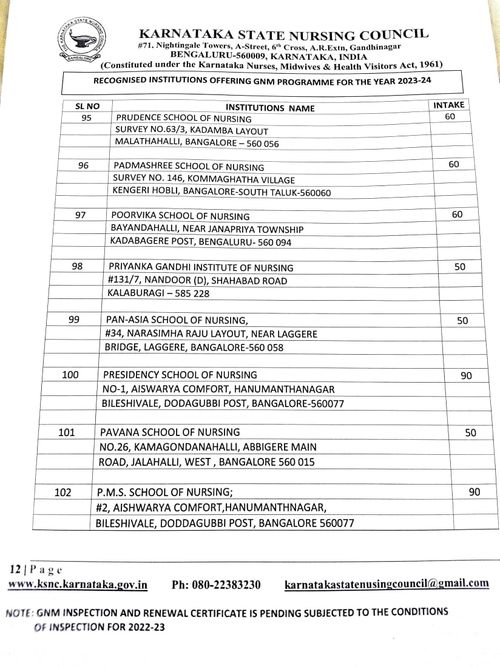 KARNATAKA STATE NURSING COUNCIL
#71, Nightingale Towers, A-Street, 6th Cross, A.R.Extn, Gandhinagar
BENGALURU-560009, KARNATAKA, INDIA
(Constituted under the Karnataka Nurses, Midwives & Health Visitors Act, 1961)
RECOGNISED INSTITUTIONS OFFERING GNM PROGRAMME FOR THE YEAR 2023-24
SL NO INSTITUTIONS NAME INTAKE
95 PRUDENCE SCHOOL OF NURSING 60
SURVEY NO.63/3, KADAMBA LAYOUT
MALATHAHALLI, BANGALORE – 560 056
96 PADMASHREE SCHOOL OF NURSING 60
SURVEY NO. 146, KOMMAGHATHA VILLAGE
KENGERI HOBLI, BANGALORE-SOUTH TALUK-560060
97 POORVIKA SCHOOL OF NURSING 60
BAYANDAHALLI, NEAR JANAPRIYA TOWNSHIP
KADABAGERE POST, BENGALURU- 560 094
98 PRIYANKA GANDHI INSTITUTE OF NURSING 50
#131/7, NANDOOR (D), SHAHABAD ROAD
KALABURAGI – 585 228
99 PAN-ASIA SCHOOL OF NURSING, 50
#34, NARASIMHA RAJU LAYOUT, NEAR LAGGERE
BRIDGE, LAGGERE, BANGALORE-560 058
100 PRESIDENCY SCHOOL OF NURSING 90
NO-1, AISWARYA COMFORT, HANUMANTHANAGAR
BILESHIVALE, DODAGUBBI POST, BANGALORE-560077
101 PAVANA SCHOOL OF NURSING 50
NO.26, KAMAGONDANAHALLI, ABBIGERE MAIN
ROAD, JALAHALLI, WEST , BANGALORE 560 015
102 P.M.S. SCHOOL OF NURSING; 90
#2, AISHWARYA COMFORT,HANUMANTHNAGAR,
BILESHIVALE, DODDAGUBBI POST, BANGALORE 560077
12 | Page
www.ksnc.karnataka.gov.in Ph: 080-22383230 karnatakastatenusingcouncil@gmail.com
NOTE: GNM INSPECTION AND RENEWAL CERTIFICATE IS PENDING SUBJECTED TO THE CONDITIONS
OF INSPECTION FOR 2022-23